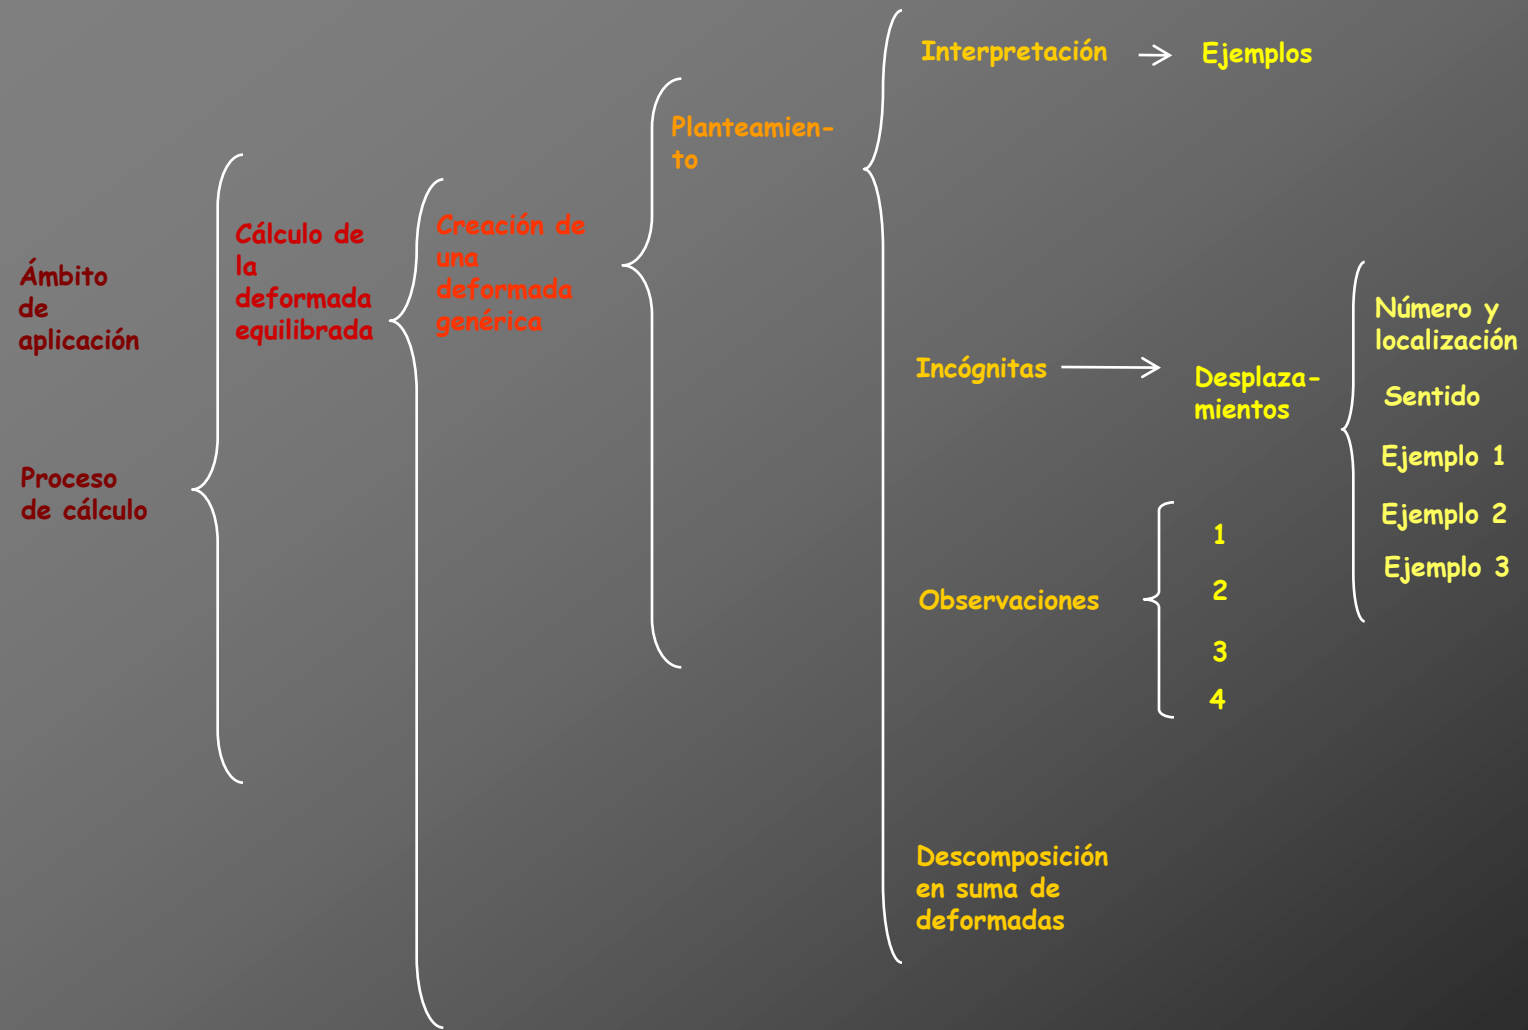 Ámbito
de
aplicación
Proceso
de cálculo
Cálculo de
la
deformada
equilibrada
Creación de
una
deformada
genérica
Planteamien-
to
Interpretación
Ejemplos
Incógnitas
Desplaza-
mientos
Número y
localización
Sentido
Ejemplo 1
Ejemplo 2
Ejemplo 3
Observaciones
1
2
3
4
Descomposición
en suma de
deformadas